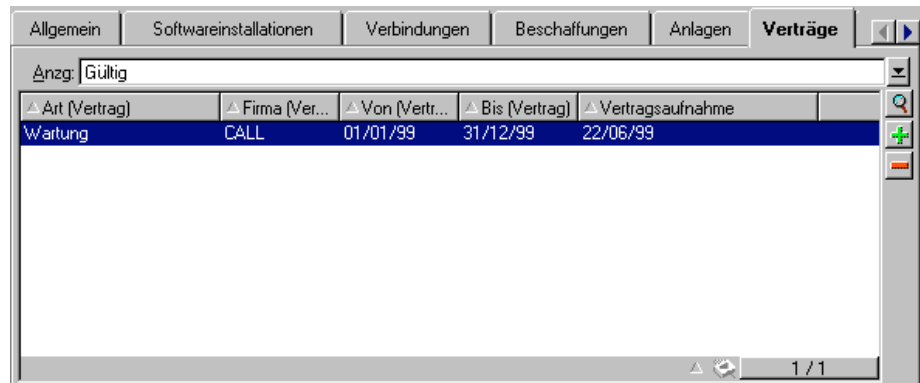 Allgemein Softwareinstallationen Verbindungen Beschaffungen Anlagen Verträge
Anzg: Gültig
Art (Vertrag) Firma (Ver... Von (Vertr... Bis (Vertrag) Vertragsaufnahme
Wartung CALL 01/01/99 31/12/99 22/06/99
1 / 1